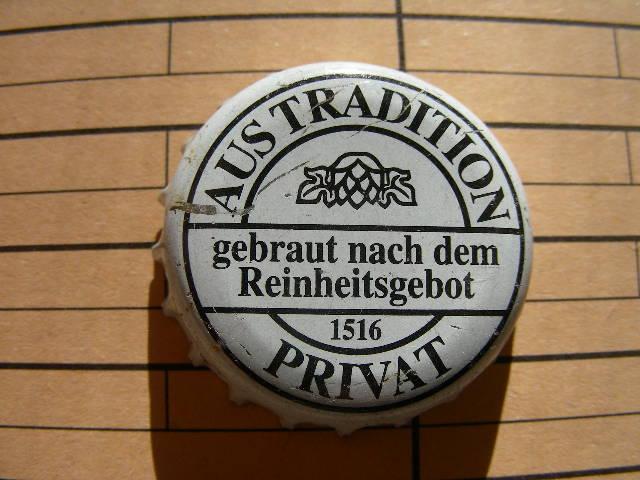 AUS TRADITION
gebraut nach dem
Reinheitsgebot
1516
PRIVAT